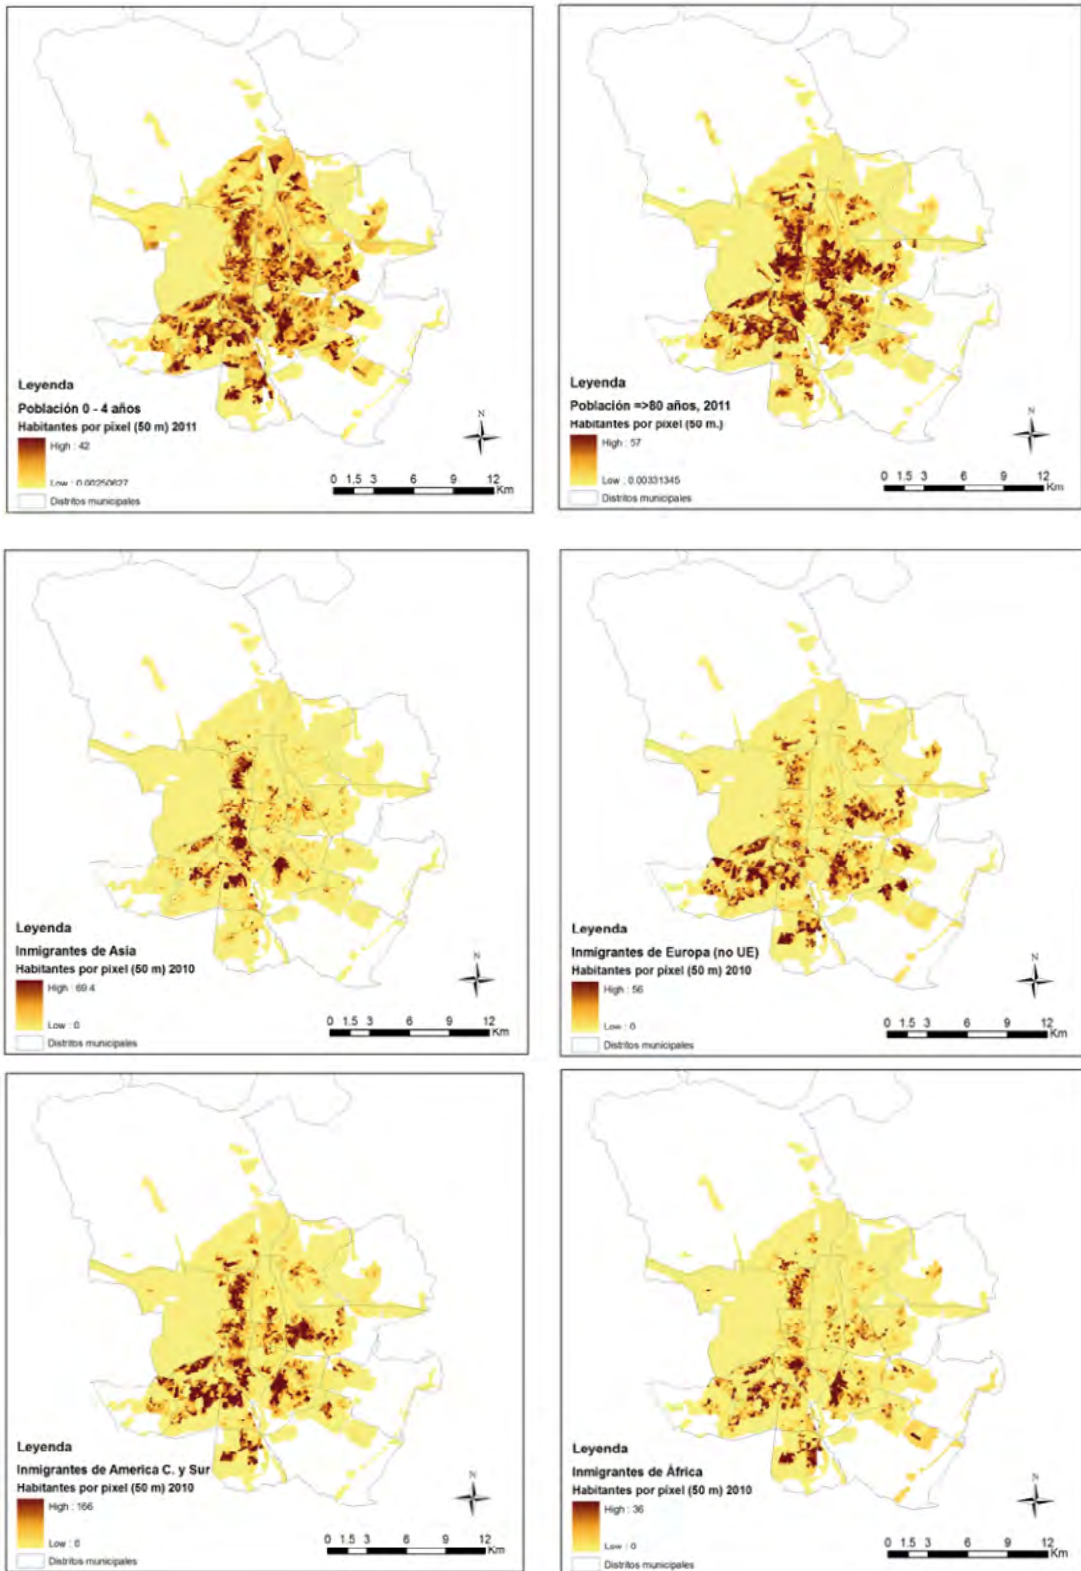 Leyenda
Población 0 - 4 años
Habitantes por pixel (50 m) 2011
High : 42
Low : 0.00250627
Distritos municipales
N
0 1.5 3 6 9 12
Km
Leyenda
Población =>80 años, 2011
Habitantes por pixel (50 m.)
High : 57
Low : 0.00331345
Distritos municipales
N
0 1.5 3 6 9 12
Km
Leyenda
Inmigrantes de Asia
Habitantes por pixel (50 m) 2010
High : 69.4
Low : 0
Distritos municipales
N
0 1.5 3 6 9 12
Km
Leyenda
Inmigrantes de Europa (no UE)
Habitantes por píxel (50 m) 2010
High : 56
Low : 0
Distritos municipales
N
0 1.5 3 6 9 12
Km
Leyenda
Inmigrantes de America C. y Sur
Habitantes por pixel (50 m) 2010
High : 166
Low : 0
Distritos municipales
N
0 1.5 3 6 9 12
Km
Leyenda
Inmigrantes de África
Habitantes por pixel (50 m) 2010
High : 36
Low : 0
Distritos municipales
N
0 1.5 3 6 9 12
Km